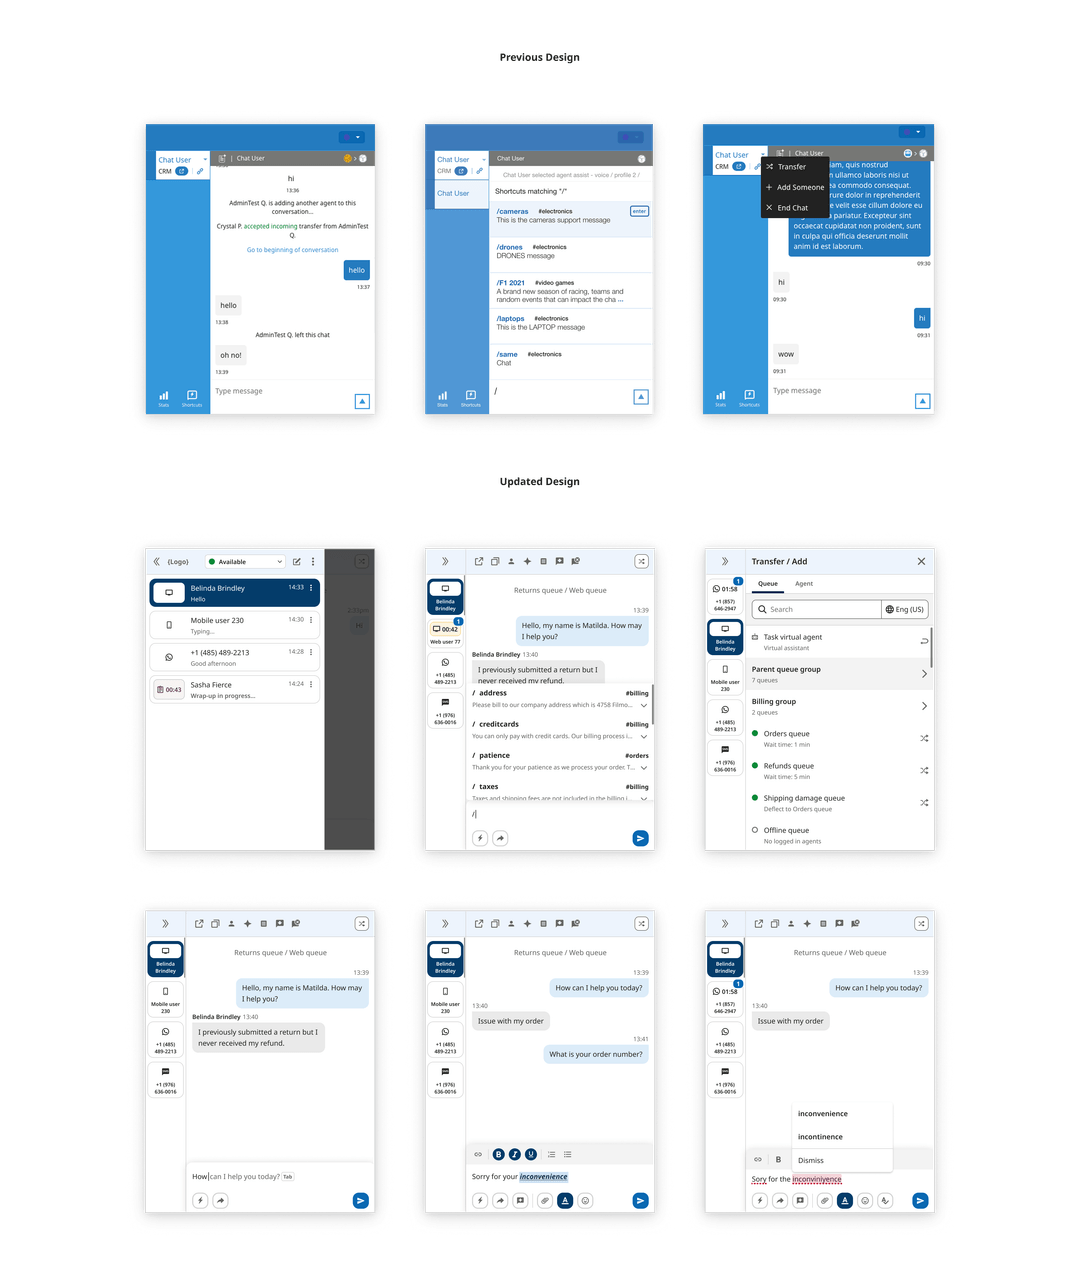 Previous Design
Chat User
CRM
| Chat User
hi
13:36
AdminTest Q. is adding another agent to this
conversation...
Crystal P. accepted incoming transfer from AdminTest
Q.
Go to beginning of conversation
hello
13:37
hello
13:38
AdminTest Q. left this chat
oh no!
13:39
Stats
Shortcuts
Type message
Chat User
CRM
Chat User
Chat User
Chat User selected agent assist - voice / profile 2 /
Shortcuts matching "/"
/cameras #electronics enter
This is the cameras support message
/drones #electronics
DRONES message
/F1 2021 #video games
A brand new season of racing, teams and
random events that can impact the cha ...
/laptops #electronics
This is the LAPTOP message
/same #electronics
Chat
/
Stats
Shortcuts
Chat User
CRM
| Chat User
Transfer
Add Someone
End Chat
am, quis nostrud
ullamco laboris nisi ut
ea commodo consequat.
irure dolor in reprehenderit
e velit esse cillum dolore eu
a pariatur. Excepteur sint
occaecat cupidatat non proident, sunt
in culpa qui officia deserunt mollit
anim id est laborum.
09:30
hi
09:30
hi
09:31
wow
09:31
Stats
Shortcuts
Type message
Updated Design
{Logo}
Available
Belinda Brindley 14:33
Hello
Mobile user 230 14:30
Typing...
+1 (485) 489-2213 14:28
Good afternoon
00:43
Sasha Fierce 14:24
Wrap-up in progress...
Belinda
Brindley
1
00:42
Web user 77
+1 (485)
489-2213
+1 (976)
636-0016
Returns queue / Web queue
13:39
Hello, my name is Matilda. How may
I help you?
Belinda Brindley 13:40
I previously submitted a return but I
never received my refund.
/ address #billing
Please bill to our company address which is 4758 Filmo...
/ creditcards #billing
You can only pay with credit cards. Our billing process i...
/ patience #orders
Thank you for your patience as we process your order. T...
/ taxes #billing
Taxes and shipping fees are not included in the billing i...
/
Transfer / Add
1
01:58
+1 (857)
646-2947
Belinda
Brindley
Mobile user
230
+1 (485)
489-2213
+1 (976)
636-0016
Queue Agent
Search Eng (US)
Task virtual agent
Virtual assistant
Parent queue group
7 queues
Billing group
2 queues
Orders queue
Wait time: 1 min
Refunds queue
Wait time: 5 min
Shipping damage queue
Deflect to Orders queue
Offline queue
No logged in agents
Belinda
Brindley
Mobile user
230
+1 (485)
489-2213
+1 (976)
636-0016
Returns queue / Web queue
13:39
Hello, my name is Matilda. How may
I help you?
Belinda Brindley 13:40
I previously submitted a return but I
never received my refund.
How can I help you today? Tab
Belinda
Brindley
Mobile user
230
+1 (485)
489-2213
+1 (976)
636-0016
Returns queue / Web queue
13:39
How can I help you today?
13:40
Issue with my order
13:41
What is your order number?
B I U
Sorry for your inconvenience
A
Belinda
Brindley
1
01:58
+1 (857)
646-2947
Mobile user
230
+1 (485)
489-2213
+1 (976)
636-0016
Returns queue / Web queue
13:39
How can I help you today?
13:40
Issue with my order
inconvenience
incontinence
Dismiss
B
Sory for the inconviniyence
A